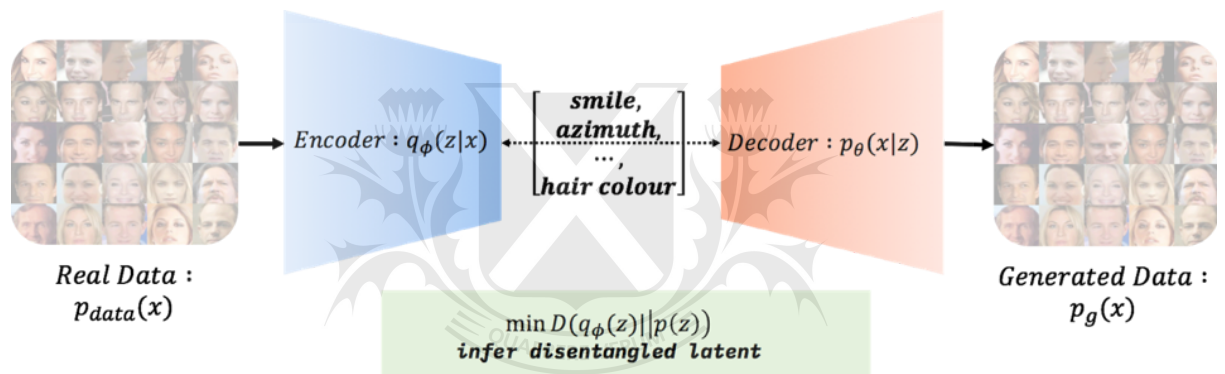 smile,
azimuth,
...,
hair colour
Encoder : q_ϕ(z|x)
Decoder : p_θ(x|z)
Real Data :
p_data(x)
Generated Data :
p_g(x)
min D(q_ϕ(z)||p(z))
infer disentangled latent